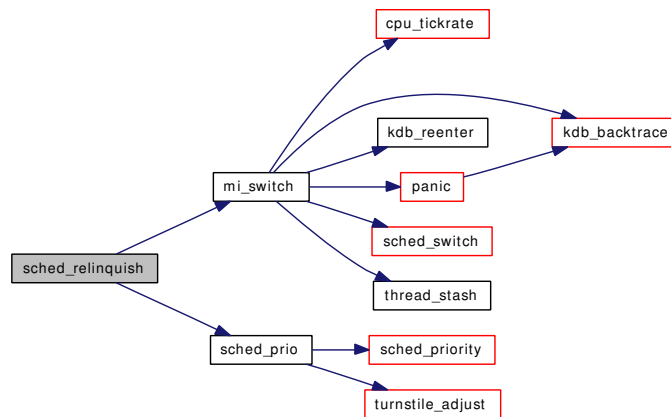 cpu_tickrate
kdb_reenter
kdb_backtrace
mi_switch
panic
sched_switch
sched_relinquish
thread_stash
sched_prio
sched_priority
turnstile_adjust